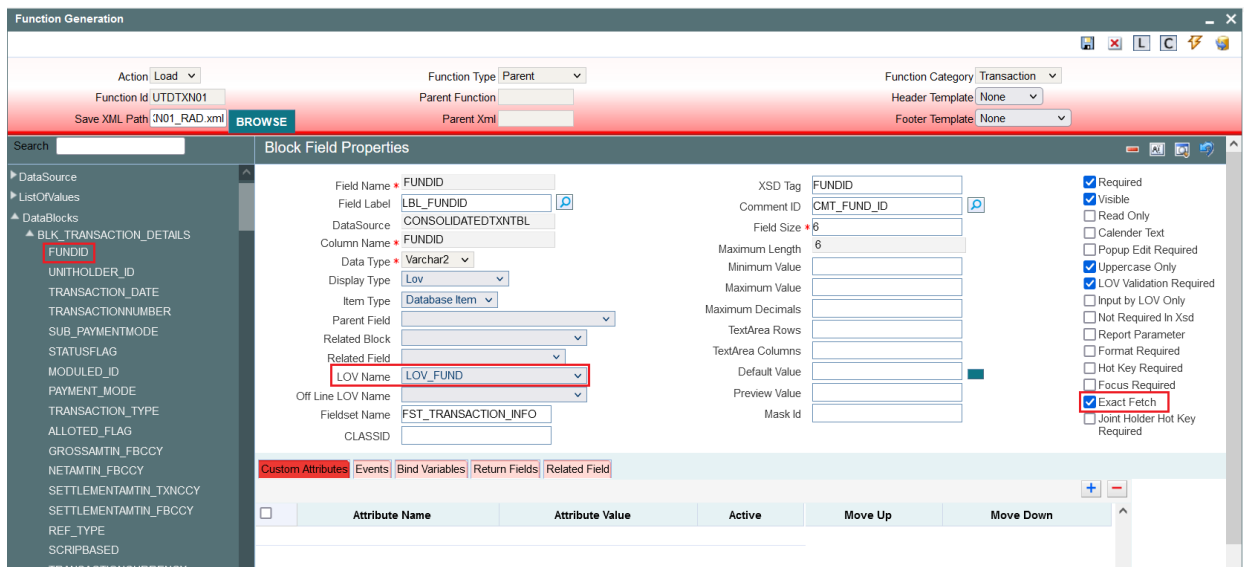 Function Generation
L C
Action Load
Function Type Parent
Function Category Transaction
Function Id UTDTXN01
Parent Function
Header Template None
Save XML Path N01_RAD.xml BROWSE
Parent Xml
Footer Template None
Search
Block Field Properties
DataSource
ListOfValues
DataBlocks
BLK_TRANSACTION_DETAILS
FUNDID
UNITHOLDER_ID
TRANSACTION_DATE
TRANSACTIONNUMBER
SUB_PAYMENTMODE
STATUSFLAG
MODULED_ID
PAYMENT_MODE
TRANSACTION_TYPE
ALLOTED_FLAG
GROSSAMTIN_FBCCY
NETAMTIN_FBCCY
SETTLEMENTAMTIN_TXNCCY
SETTLEMENTAMTIN_FBCCY
REF_TYPE
SCRIPBASED
Field Name * FUNDID
Field Label LBL_FUNDID
DataSource CONSOLIDATEDTXNTBL
Column Name * FUNDID
Data Type * Varchar2
Display Type Lov
Item Type Database Item
Parent Field
Related Block
Related Field
LOV Name LOV_FUND
Off Line LOV Name
Fieldset Name FST_TRANSACTION_INFO
CLASSID
XSD Tag FUNDID
Comment ID CMT_FUND_ID
Field Size * 6
Maximum Length 6
Minimum Value
Maximum Value
Maximum Decimals
TextArea Rows
TextArea Columns
Default Value
Preview Value
Mask Id
Required
Visible
Read Only
Calender Text
Popup Edit Required
Uppercase Only
LOV Validation Required
Input by LOV Only
Not Required In Xsd
Report Parameter
Format Required
Hot Key Required
Focus Required
Exact Fetch
Joint Holder Hot Key
Required
Custom Attributes Events Bind Variables Return Fields Related Field
Attribute Name Attribute Value Active Move Up Move Down